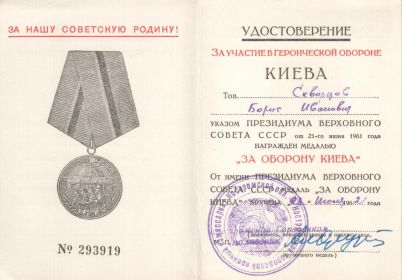 ЗА НАШУ СОВЕТСКУЮ РОДИНУ!
№ 293919
УДОСТОВЕРЕНИЕ
ЗА УЧАСТИЕ В ГЕРОИЧЕСКОЙ ОБОРОНЕ
КИЕВА
Тов. Скворцов
Борис Иванович
УКАЗОМ ПРЕЗИДИУМА ВЕРХОВНОГО
СОВЕТА СССР от 21-го июня 1961 года
НАГРАЖДЕН МЕДАЛЬЮ
„ЗА ОБОРОНУ КИЕВА"
От имени ПРЕЗИДИУМА ВЕРХОВНОГО
СОВЕТА СССР МЕДАЛЬ „ЗА ОБОРОНУ
КИЕВА" ВРУЧЕНА
М.П.